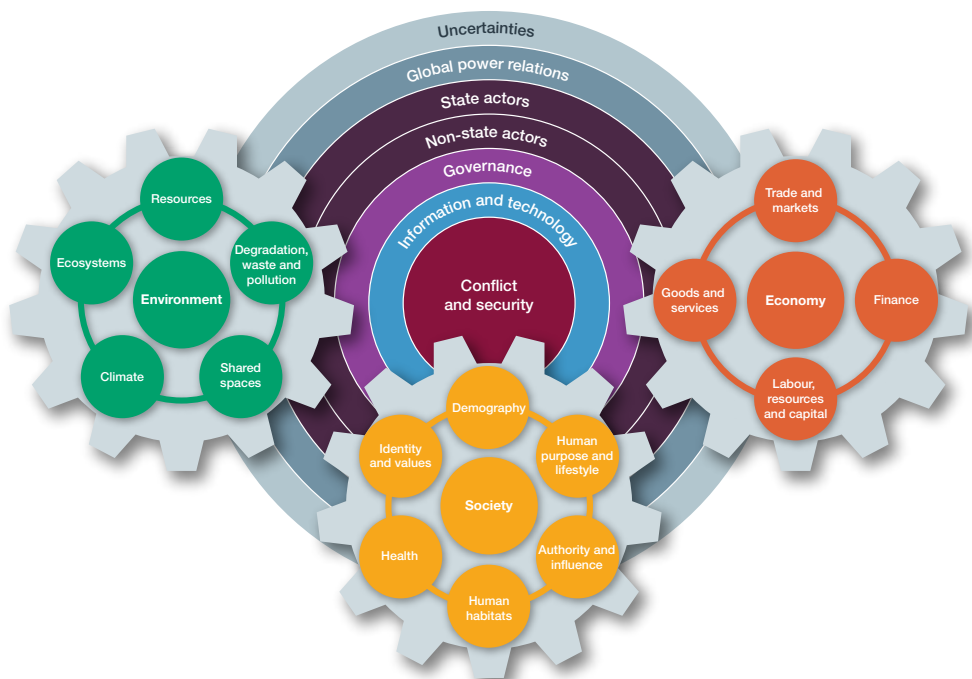 Uncertainties
Global power relations
State actors
Non-state actors
Governance
Information and technology
Conflict
and security
Resources
Ecosystems
Degradation,
waste and
pollution
Environment
Climate
Shared
spaces
Trade and
markets
Goods and
services
Economy
Finance
Labour,
resources
and capital
Demography
Identity
and values
Human
purpose and
lifestyle
Society
Health
Authority and
influence
Human
habitats